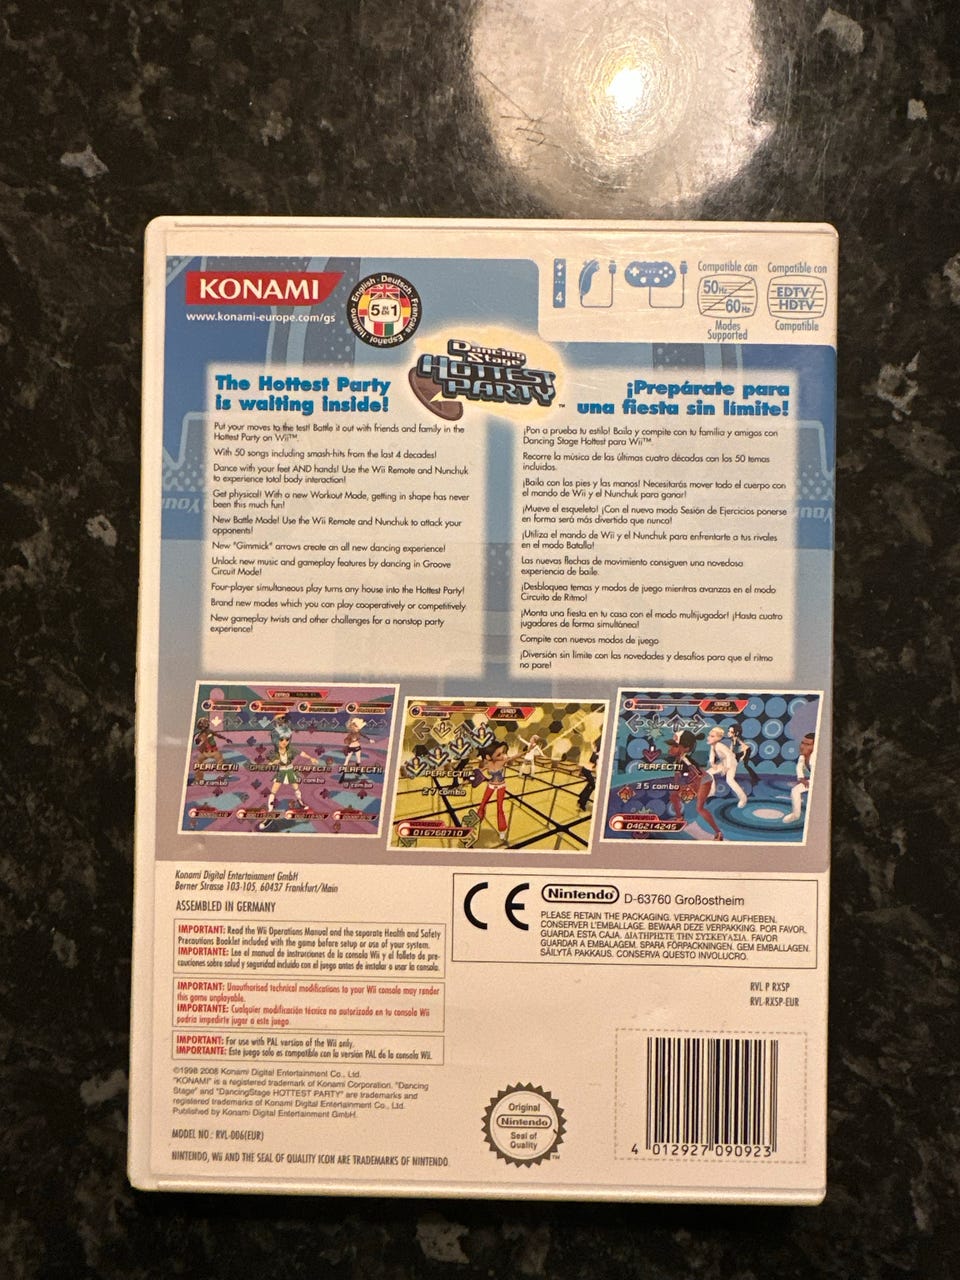 KONAMI
www.konami-europe.com/gs
English · Deutsch · Français · Español · Italiano
5 IN EN 1
4
Compatible con
50Hz
60Hz
Modes
Supported
Compatible con
EDTV/
HDTV
Compatible
Dancing
Stage
HOTTEST
PARTY
TM
The Hottest Party
is waiting inside!
Put your moves to the test! Battle it out with friends and family in the
Hottest Party on Wii™.
With 50 songs including smash-hits from the last 4 decades!
Dance with your feet AND hands! Use the Wii Remote and Nunchuk
to experience total body interaction!
Get physical! With a new Workout Mode, getting in shape has never
been this much fun!
New Battle Mode! Use the Wii Remote and Nunchuk to attack your
opponents!
New "Gimmick" arrows create an all new dancing experience!
Unlock new music and gameplay features by dancing in Groove
Circuit Mode!
Four-player simultaneous play turns any house into the Hottest Party!
Brand new modes which you can play cooperatively or competitively
New gameplay twists and other challenges for a nonstop party
experience!
¡Prepárate para
una fiesta sin límite!
¡Pon a prueba tu estilo! Baila y compite con tu familia y amigos con
Dancing Stage Hottest para Wii™.
Recorre la música de las últimas cuatro décadas con los 50 temas
incluidos.
¡Baila con los pies y las manos! Necesitarás mover todo el cuerpo con
el mando de Wii y el Nunchuk para ganar!
¡Mueve el esqueleto! ¡Con el nuevo modo Sesión de Ejercicios ponerse
en forma será más divertido que nunca!
¡Utiliza el mando de Wii y el Nunchuk para enfrentarte a tus rivales
en el modo Batalla!
Las nuevas flechas de movimiento consiguen una novedosa
experiencia de baile.
¡Desbloquea temas y modos de juego mientras avanzas en el modo
Circuito de Ritmo!
¡Monta una fiesta en tu casa con el modo multijugador! ¡Hasta cuatro
jugadores de forma simultánea!
Compite con nuevos modos de juego
¡Diversión sin límite con las novedades y desafíos para que el ritmo
no pare!
PERFECT!! GREAT! PERFECT!! PERFECT!!
PERFECT!!
27 combo
016768710
PERFECT!!
35 combo
046214245
Konami Digital Entertainment GmbH
Berner Strasse 103-105, 60437 Frankfurt/Main
ASSEMBLED IN GERMANY
IMPORTANT: Read the Wii Operations Manual and the separate Health and Safety
Precautions Booklet included with the game before setup or use of your system.
IMPORTANTE: Lee el manual de instrucciones de la consola Wii y el folleto de pre-
cauciones sobre salud y seguridad incluido con el juego antes de instalar o usar la consola.
IMPORTANT: Unauthorised technical modifications to your Wii console may render
this game unplayable.
IMPORTANTE: Cualquier modificación técnica no autorizada en tu consola Wii
podría impedirte jugar a este juego.
IMPORTANT: For use with PAL version of the Wii only.
IMPORTANTE: Este juego solo es compatible con la versión PAL de la consola Wii.
©1998 2008 Konami Digital Entertainment Co., Ltd.
"KONAMI" is a registered trademark of Konami Corporation. "Dancing
Stage" and "DancingStage HOTTEST PARTY" are trademarks and
registered trademarks of Konami Digital Entertainment Co., Ltd.
Published by Konami Digital Entertainment GmbH.
MODEL NO.: RVL-006(EUR)
NINTENDO, Wii AND THE SEAL OF QUALITY ICON ARE TRADEMARKS OF NINTENDO.
CE
Nintendo D-63760 Großostheim
PLEASE RETAIN THE PACKAGING. VERPACKUNG AUFHEBEN.
CONSERVER L'EMBALLAGE. BEWAAR DEZE VERPAKKING. POR FAVOR,
GUARDA ESTA CAJA. ΔΙΑΤΗΡΗΣΤΕ ΤΗΝ ΣΥΣΚΕΥΑΣΙΑ. FAVOR
GUARDAR A EMBALAGEM. SPARA FÖRPACKNINGEN. GEM EMBALLAGEN.
SÄILYTÄ PAKKAUS. CONSERVA QUESTO INVOLUCRO.
RVL P RXSP
RVL-RXSP-EUR
Original
Nintendo
Seal of
Quality
TM
4 012927 090923